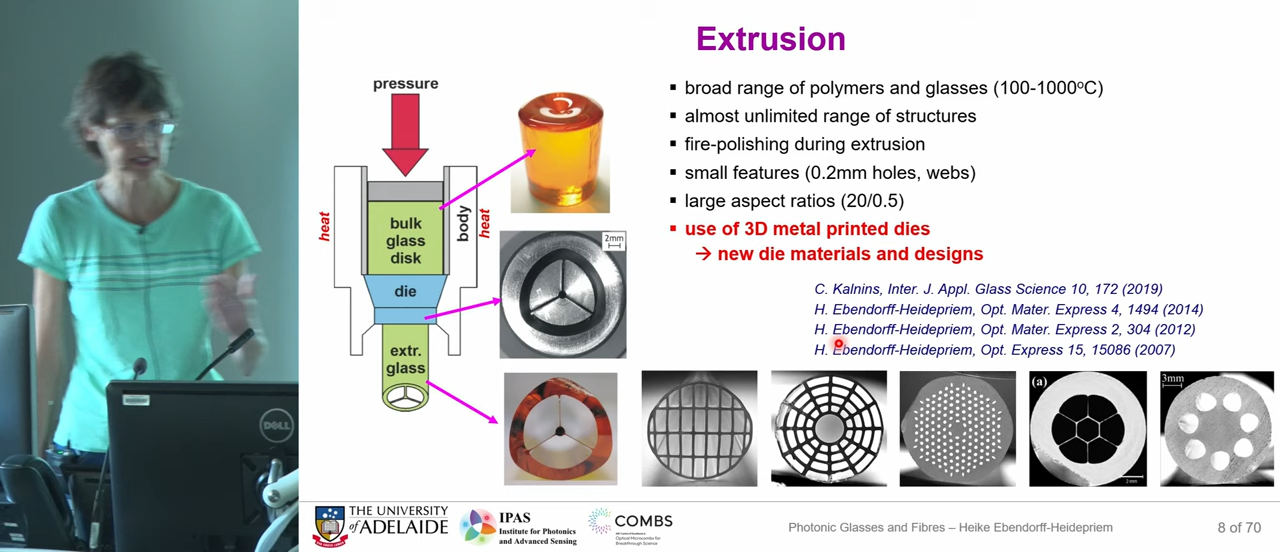 Extrusion
pressure
heat
bulk
glass
disk
body
heat
die
extr.
glass
2mm
▪ broad range of polymers and glasses (100-1000ºC)
▪ almost unlimited range of structures
▪ fire-polishing during extrusion
▪ small features (0.2mm holes, webs)
▪ large aspect ratios (20/0.5)
▪ use of 3D metal printed dies
→ new die materials and designs
C. Kalnins, Inter. J. Appl. Glass Science 10, 172 (2019)
H. Ebendorff-Heidepriem, Opt. Mater. Express 4, 1494 (2014)
H. Ebendorff-Heidepriem, Opt. Mater. Express 2, 304 (2012)
H. Ebendorff-Heidepriem, Opt. Express 15, 15086 (2007)
(a)
2 mm
3mm
DELL
THE UNIVERSITY
of ADELAIDE
IPAS
Institute for Photonics
and Advanced Sensing
COMBS
Photonic Glasses and Fibres – Heike Ebendorff-Heidepriem
8 of 70